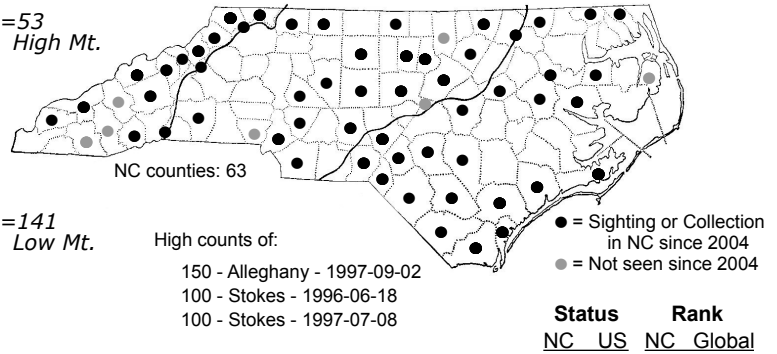 =53
High Mt.
NC counties: 63
=141
Low Mt.
High counts of:
150 - Alleghany - 1997-09-02
100 - Stokes - 1996-06-18
100 - Stokes - 1997-07-08
= Sighting or Collection
in NC since 2004
= Not seen since 2004
Status Rank
NC US NC Global